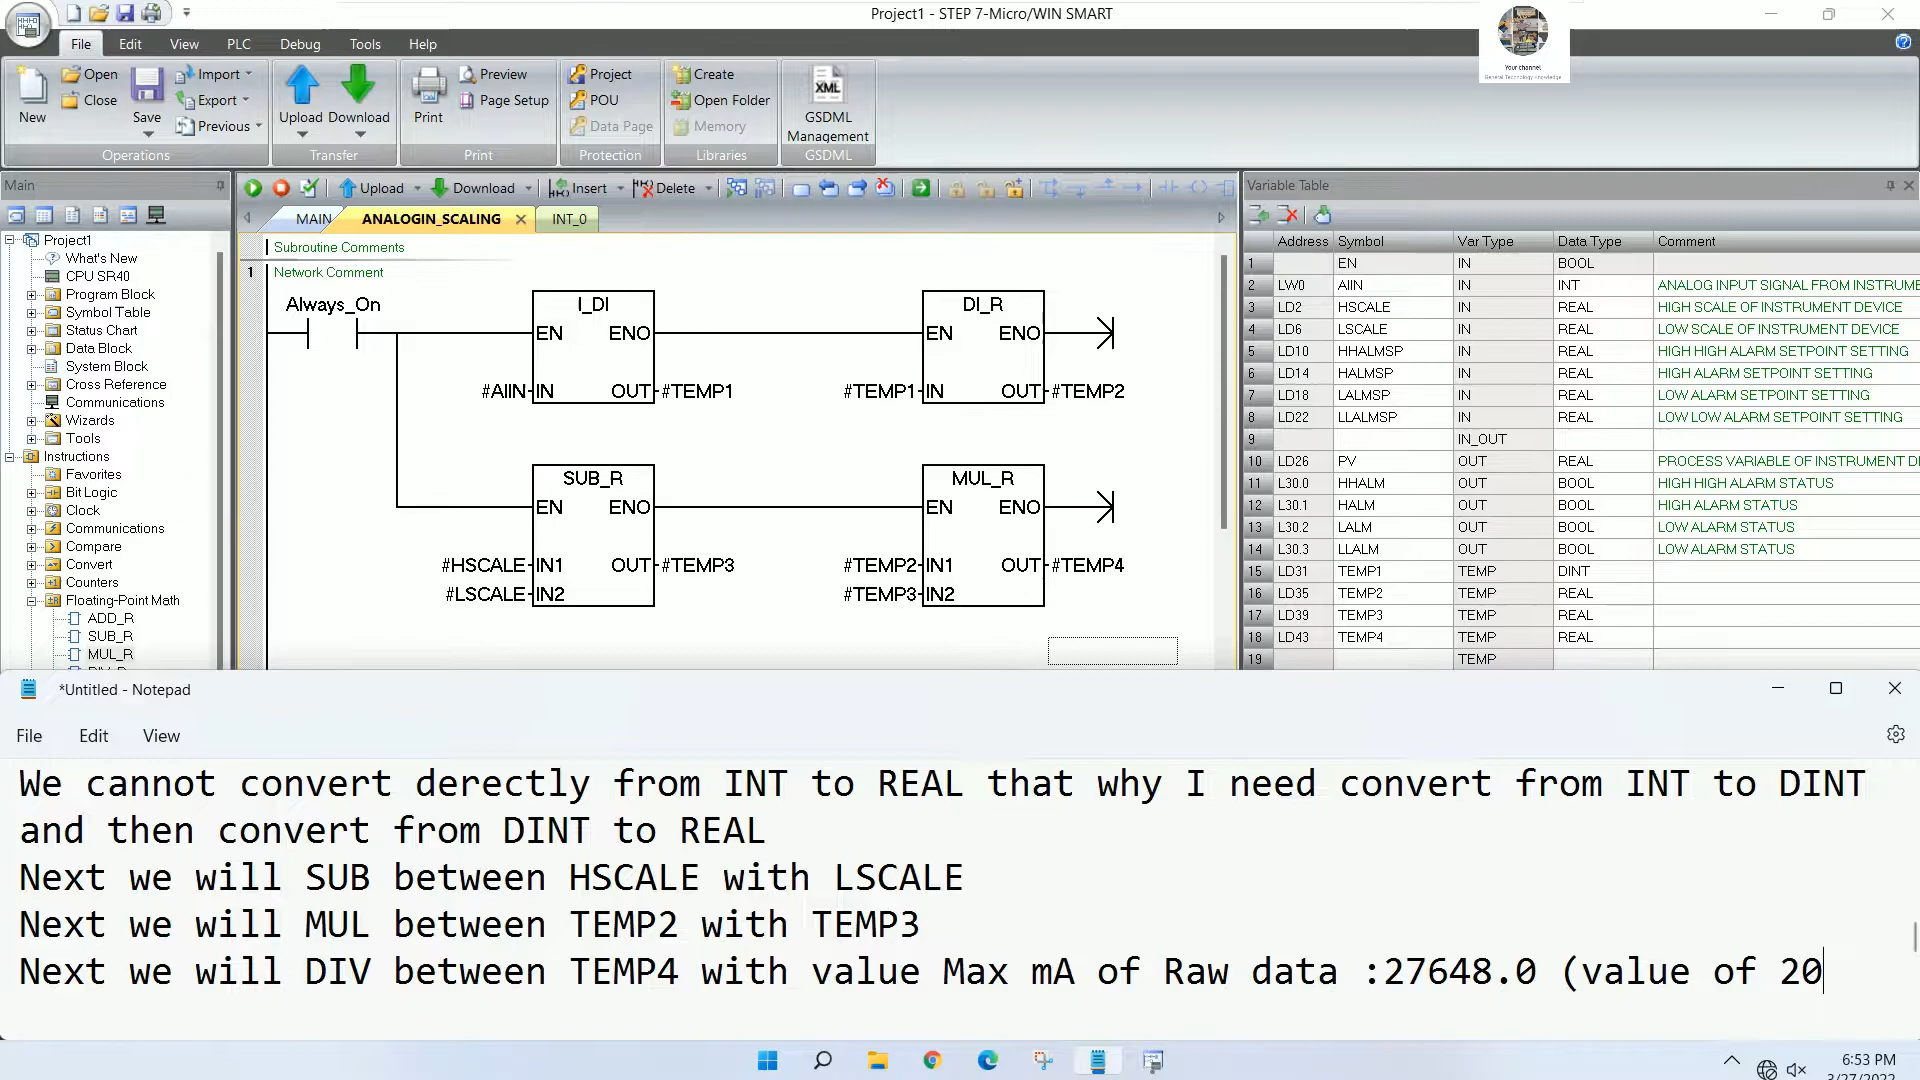 Project1 - STEP 7-Micro/WIN SMART
File Edit View PLC Debug Tools Help
Your channel
General Technology Knowledge
New
Open
Close
Save
Import
Export
Previous
Operations
Upload
Download
Transfer
Print
Preview
Page Setup
Print
Project
POU
Data Page
Protection
Create
Open Folder
Memory
Libraries
XML
GSDML
Management
GSDML
Main
Project1
What's New
CPU SR40
Program Block
Symbol Table
Status Chart
Data Block
System Block
Cross Reference
Communications
Wizards
Tools
Instructions
Favorites
Bit Logic
Clock
Communications
Compare
Convert
Counters
Floating-Point Math
ADD_R
SUB_R
MUL_R
Upload Download Insert Delete
MAIN ANALOGIN_SCALING INT_0
Subroutine Comments
1 Network Comment
Always_On
I_DI
EN ENO
#AIIN IN OUT #TEMP1
DI_R
EN ENO
#TEMP1 IN OUT #TEMP2
SUB_R
EN ENO
#HSCALE IN1 OUT #TEMP3
#LSCALE IN2
MUL_R
EN ENO
#TEMP2 IN1 OUT #TEMP4
#TEMP3 IN2
Variable Table
Address Symbol Var Type Data Type Comment
1 EN IN BOOL
2 LW0 AIIN IN INT ANALOG INPUT SIGNAL FROM INSTRUME
3 LD2 HSCALE IN REAL HIGH SCALE OF INSTRUMENT DEVICE
4 LD6 LSCALE IN REAL LOW SCALE OF INSTRUMENT DEVICE
5 LD10 HHALMSP IN REAL HIGH HIGH ALARM SETPOINT SETTING
6 LD14 HALMSP IN REAL HIGH ALARM SETPOINT SETTING
7 LD18 LALMSP IN REAL LOW ALARM SETPOINT SETTING
8 LD22 LLALMSP IN REAL LOW LOW ALARM SETPOINT SETTING
9 IN_OUT
10 LD26 PV OUT REAL PROCESS VARIABLE OF INSTRUMENT D
11 L30.0 HHALM OUT BOOL HIGH HIGH ALARM STATUS
12 L30.1 HALM OUT BOOL HIGH ALARM STATUS
13 L30.2 LALM OUT BOOL LOW ALARM STATUS
14 L30.3 LLALM OUT BOOL LOW ALARM STATUS
15 LD31 TEMP1 TEMP DINT
16 LD35 TEMP2 TEMP REAL
17 LD39 TEMP3 TEMP REAL
18 LD43 TEMP4 TEMP REAL
19 TEMP
*Untitled - Notepad
File Edit View
We cannot convert derectly from INT to REAL that why I need convert from INT to DINT
and then convert from DINT to REAL
Next we will SUB between HSCALE with LSCALE
Next we will MUL between TEMP2 with TEMP3
Next we will DIV between TEMP4 with value Max mA of Raw data :27648.0 (value of 20
6:53 PM
3/27/2022